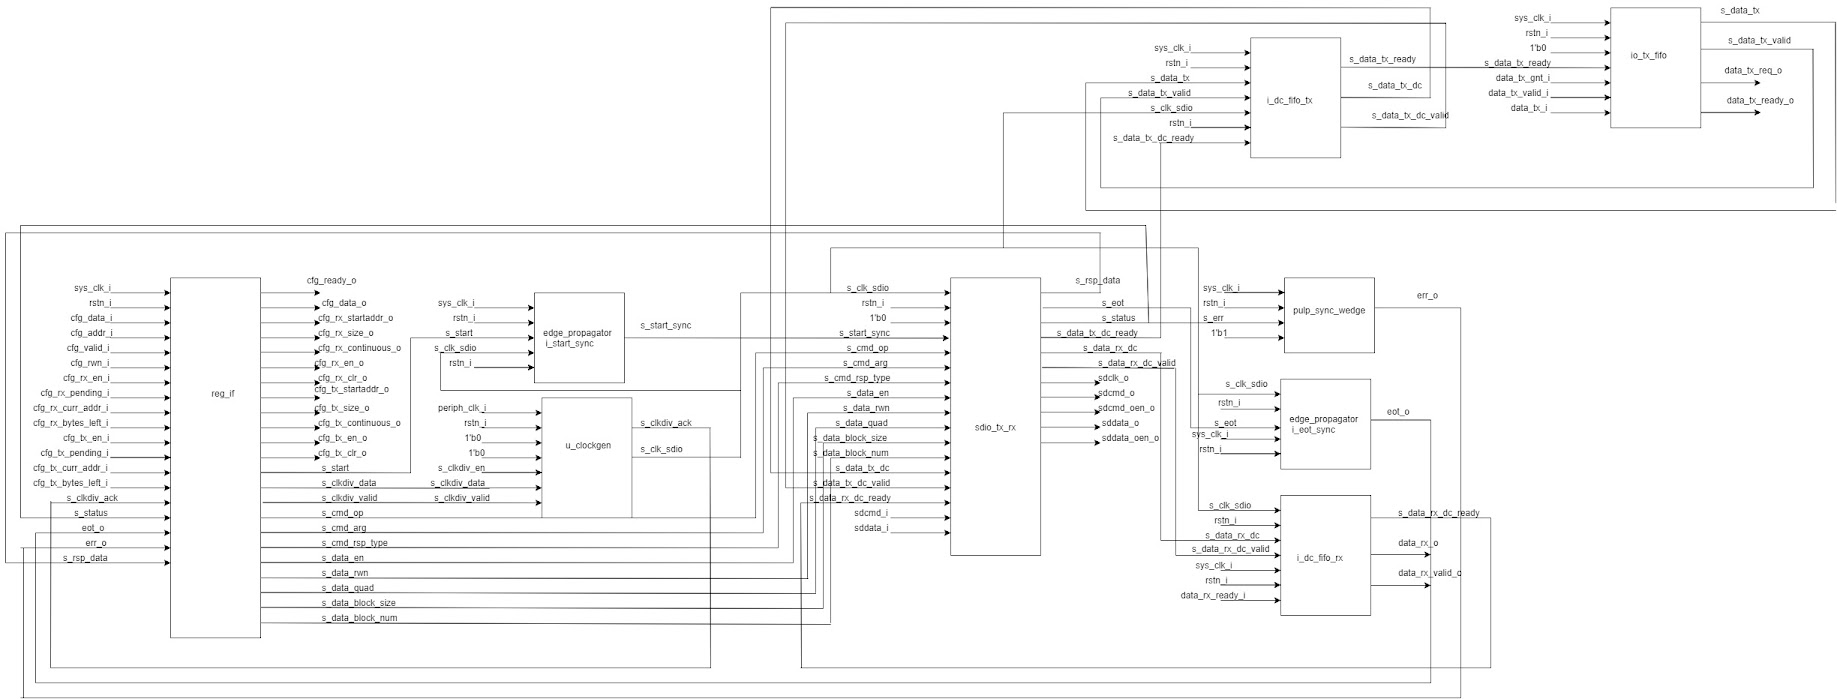 s_data_tx
sys_clk_i
rstn_i
1'b0
s_data_tx_ready
data_tx_gnt_i
data_tx_valid_i
data_tx_i
io_tx_fifo
s_data_tx_valid
data_tx_req_o
data_tx_ready_o
sys_clk_i
rstn_i
s_data_tx
s_data_tx_valid
s_clk_sdio
rstn_i
s_data_tx_dc_ready
i_dc_fifo_tx
s_data_tx_ready
s_data_tx_dc
s_data_tx_dc_valid
sys_clk_i
rstn_i
cfg_data_i
cfg_addr_i
cfg_valid_i
cfg_rwn_i
cfg_rx_en_i
cfg_rx_pending_i
cfg_rx_curr_addr_i
cfg_rx_bytes_left_i
cfg_tx_en_i
cfg_tx_pending_i
cfg_tx_curr_addr_i
cfg_tx_bytes_left_i
s_clkdiv_ack
s_status
eot_o
err_o
s_rsp_data
reg_if
cfg_ready_o
cfg_data_o
cfg_rx_startaddr_o
cfg_rx_size_o
cfg_rx_continuous_o
cfg_rx_en_o
cfg_rx_clr_o
cfg_tx_startaddr_o
cfg_tx_size_o
cfg_tx_continuous_o
cfg_tx_en_o
cfg_tx_clr_o
s_start
s_clkdiv_data
s_clkdiv_valid
s_cmd_op
s_cmd_arg
s_cmd_rsp_type
s_data_en
s_data_rwn
s_data_quad
s_data_block_size
s_data_block_num
sys_clk_i
rstn_i
s_start
s_clk_sdio
rstn_i
edge_propagator
i_start_sync
s_start_sync
periph_clk_i
rstn_i
1'b0
1'b0
s_clkdiv_en
s_clkdiv_data
s_clkdiv_valid
u_clockgen
s_clkdiv_ack
s_clk_sdio
s_clk_sdio
rstn_i
1'b0
s_start_sync
s_cmd_op
s_cmd_arg
s_cmd_rsp_type
s_data_en
s_data_rwn
s_data_quad
s_data_block_size
s_data_block_num
s_data_tx_dc
s_data_tx_dc_valid
s_data_rx_dc_ready
sdcmd_i
sddata_i
sdio_tx_rx
s_rsp_data
s_eot
s_status
s_data_tx_dc_ready
s_data_rx_dc
s_data_rx_dc_valid
sdclk_o
sdcmd_o
sdcmd_oen_o
sddata_o
sddata_oen_o
sys_clk_i
rstn_i
s_err
1'b1
pulp_sync_wedge
err_o
s_clk_sdio
rstn_i
s_eot
sys_clk_i
rstn_i
edge_propagator
i_eot_sync
eot_o
s_clk_sdio
rstn_i
s_data_rx_dc
s_data_rx_dc_valid
sys_clk_i
rstn_i
data_rx_ready_i
i_dc_fifo_rx
s_data_rx_dc_ready
data_rx_o
data_rx_valid_o